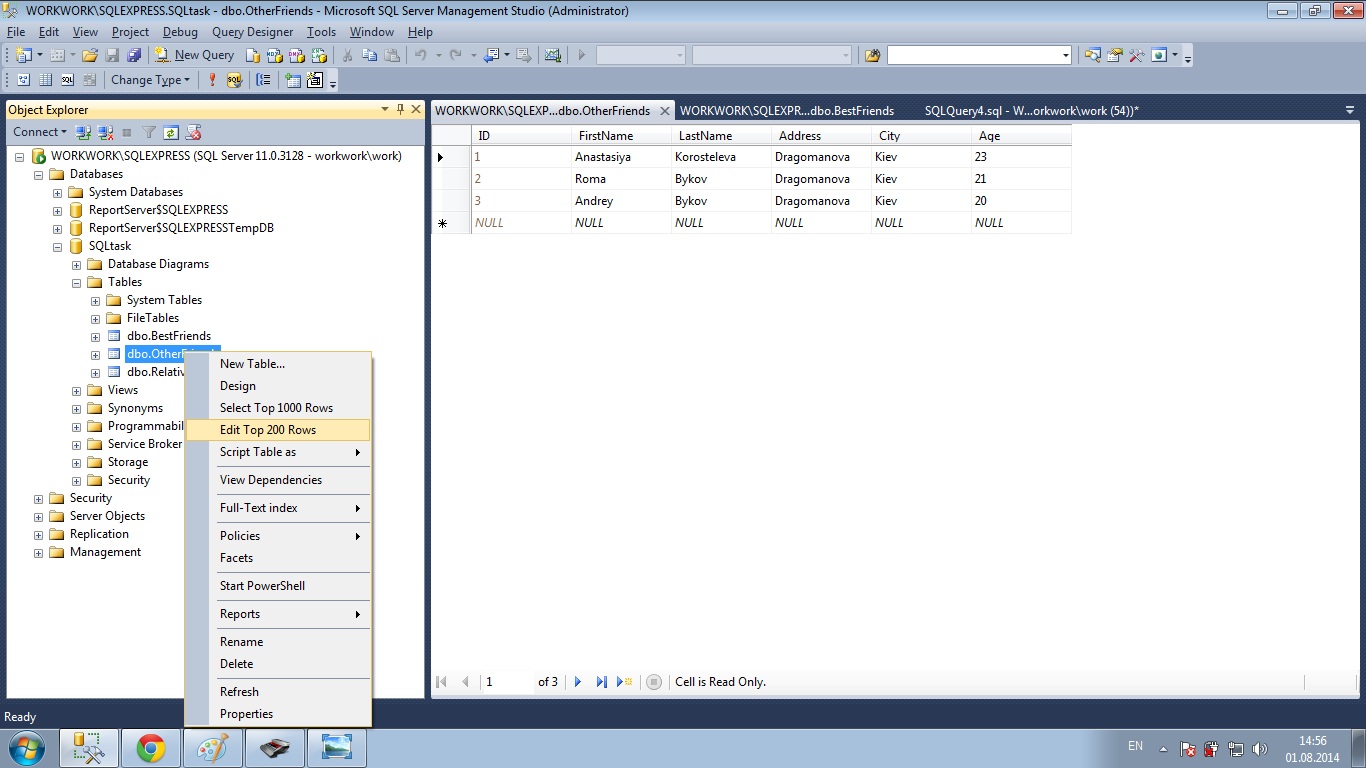 WORKWORK\SQLEXPRESS.SQLtask - dbo.OtherFriends - Microsoft SQL Server Management Studio (Administrator)
File Edit View Project Debug Query Designer Tools Window Help
New Query
Change Type
Object Explorer
Connect
WORKWORK\SQLEXPRESS (SQL Server 11.0.3128 - workwork\work)
Databases
System Databases
ReportServer$SQLEXPRESS
ReportServer$SQLEXPRESSTempDB
SQLtask
Database Diagrams
Tables
System Tables
FileTables
dbo.BestFriends
dbo.OtherFriends
dbo.Relativ
Views
Synonyms
Programmabil
Service Broker
Storage
Security
Security
Server Objects
Replication
Management
New Table...
Design
Select Top 1000 Rows
Edit Top 200 Rows
Script Table as
View Dependencies
Full-Text index
Policies
Facets
Start PowerShell
Reports
Rename
Delete
Refresh
Properties
WORKWORK\SQLEXP...dbo.OtherFriends WORKWORK\SQLEXPR...dbo.BestFriends SQLQuery4.sql - W...orkwork\work (54))*
ID FirstName LastName Address City Age
1 Anastasiya Korosteleva Dragomanova Kiev 23
2 Roma Bykov Dragomanova Kiev 21
3 Andrey Bykov Dragomanova Kiev 20
NULL NULL NULL NULL NULL NULL
1 of 3 Cell is Read Only.
Ready
EN
14:56
01.08.2014